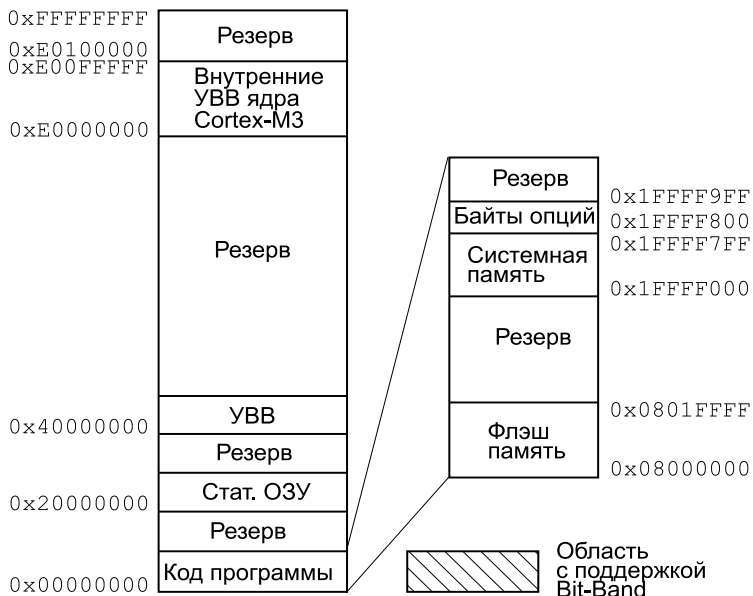 0xFFFFFFFF
Резерв
0xE0100000
0xE00FFFFF
Внутренние
УВВ ядра
Cortex-M3
0xE0000000
Резерв
УВВ
0x40000000
Резерв
Стат. ОЗУ
0x20000000
Резерв
Код программы
0x00000000
Резерв
0x1FFFF9FF
Байты опций
0x1FFFF800
0x1FFFF7FF
Системная
память
0x1FFFF000
Резерв
0x0801FFFF
Флэш
память
0x08000000
Область
с поддержкой
Bit-Band